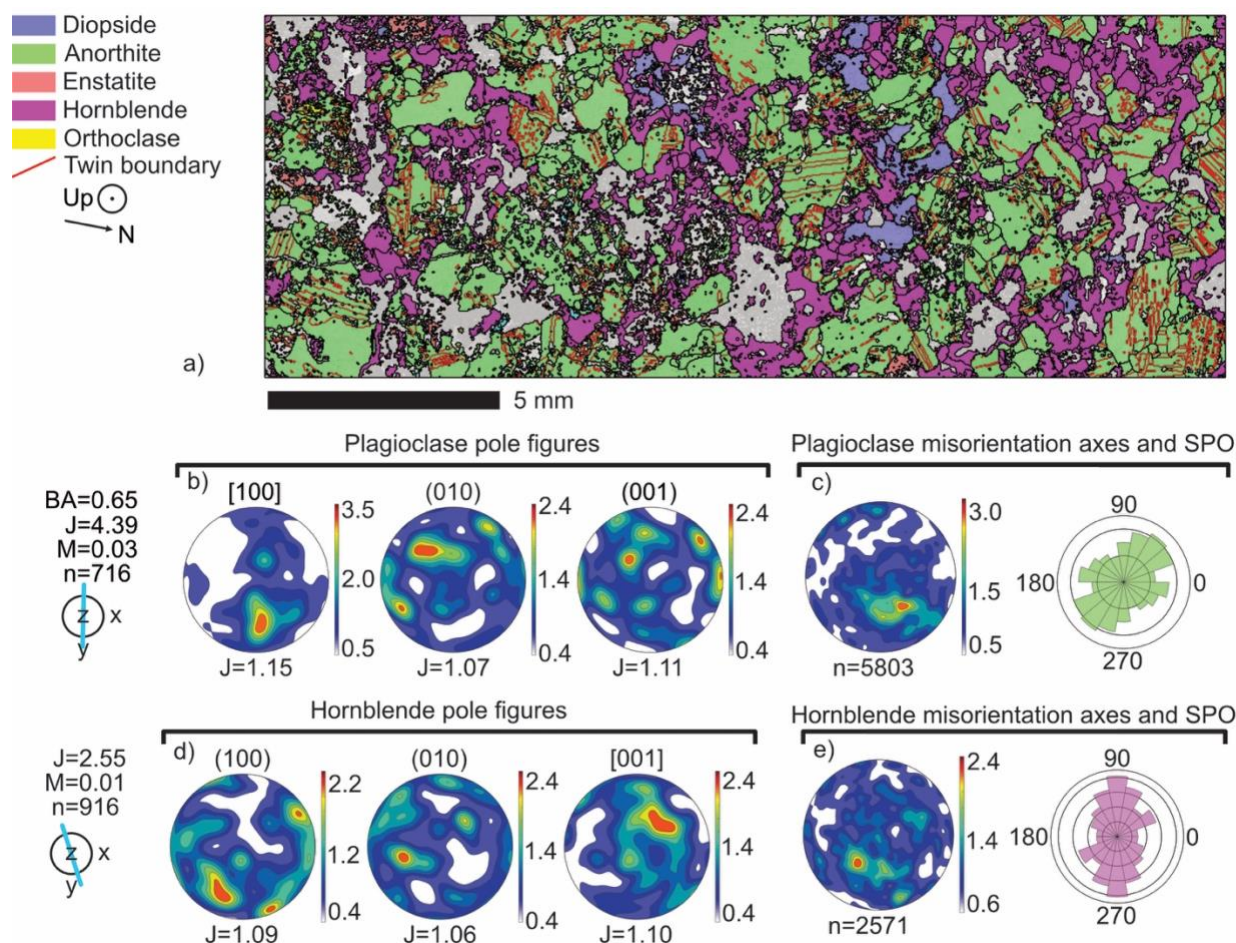 Diopside
Anorthite
Enstatite
Hornblende
Orthoclase
Twin boundary
Up
N
a)
5 mm
Plagioclase pole figures
Plagioclase misorientation axes and SPO
BA=0.65
J=4.39
M=0.03
n=716
z x
y
b)
[100] (010) (001)
3.5
2.0
0.5
2.4
1.4
0.4
2.4
1.4
0.4
J=1.15 J=1.07 J=1.11
c)
3.0
1.5
0.5
n=5803
90
180 0
270
Hornblende pole figures
Hornblende misorientation axes and SPO
J=2.55
M=0.01
n=916
z x
y
d)
(100) (010) [001]
2.2
1.2
0.4
2.4
1.4
0.4
2.4
1.4
0.4
J=1.09 J=1.06 J=1.10
e)
2.4
1.4
0.6
n=2571
90
180 0
270